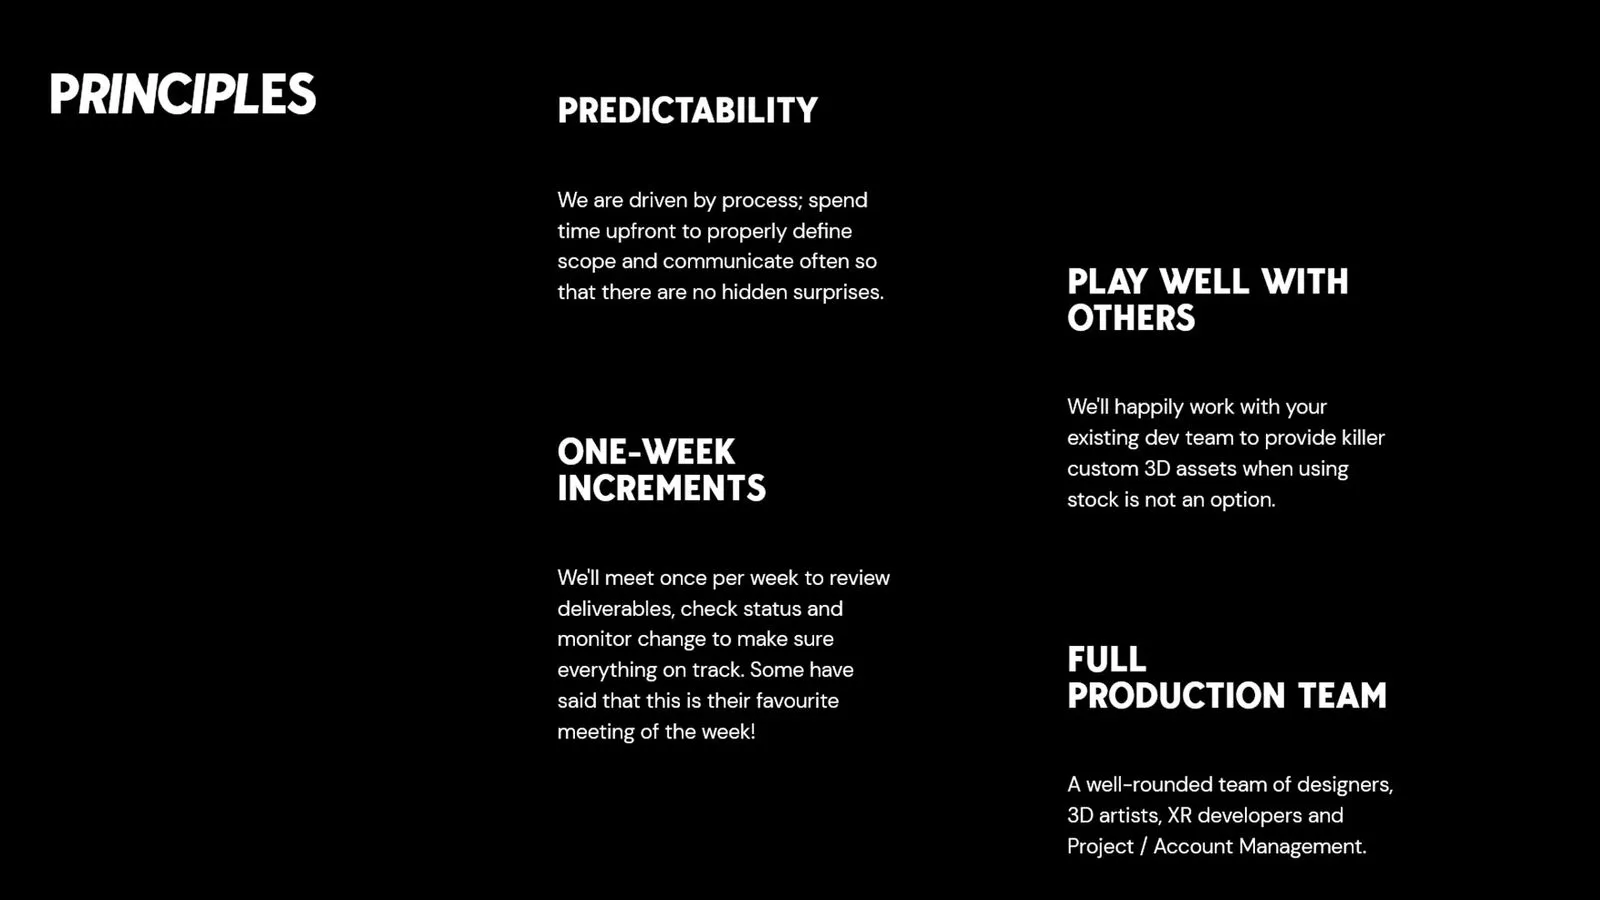 PRINCIPLES
PREDICTABILITY
We are driven by process; spend
time upfront to properly define
scope and communicate often so
that there are no hidden surprises.
ONE-WEEK
INCREMENTS
We'll meet once per week to review
deliverables, check status and
monitor change to make sure
everything on track. Some have
said that this is their favourite
meeting of the week!
PLAY WELL WITH
OTHERS
We'll happily work with your
existing dev team to provide killer
custom 3D assets when using
stock is not an option.
FULL
PRODUCTION TEAM
A well-rounded team of designers,
3D artists, XR developers and
Project / Account Management.